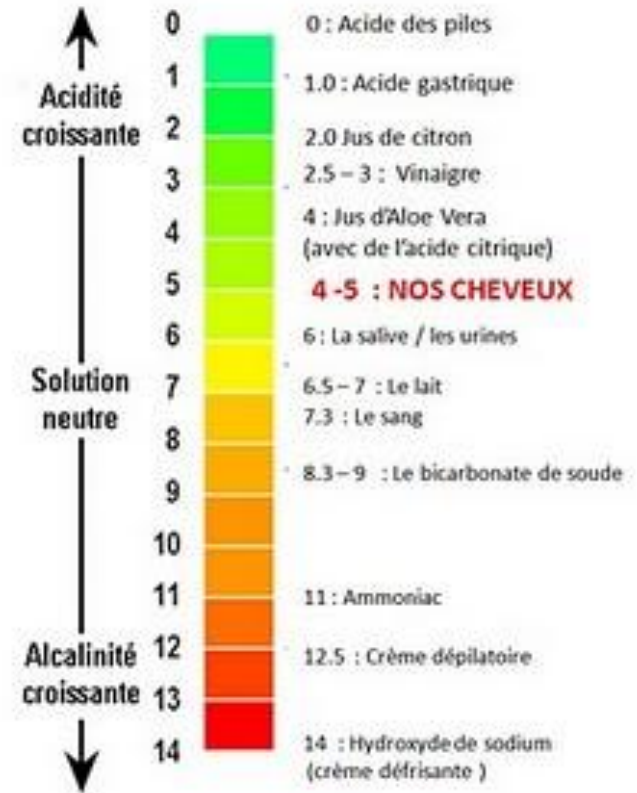 0
0 : Acide des piles
1
1.0 : Acide gastrique
Acidité
croissante
2
2.0 Jus de citron
2.5 – 3 : Vinaigre
3
4 : Jus d'Aloe Vera
(avec de l'acide citrique)
4
5
4 -5 : NOS CHEVEUX
6
6 : La salive / les urines
Solution
neutre
7
6.5 – 7 : Le lait
7.3 : Le sang
8
8.3 – 9 : Le bicarbonate de soude
9
10
11
11 : Ammoniac
12
12.5 : Crème dépilatoire
Alcalinité
croissante
13
14
14 : Hydroxyde de sodium
(crème défrisante )